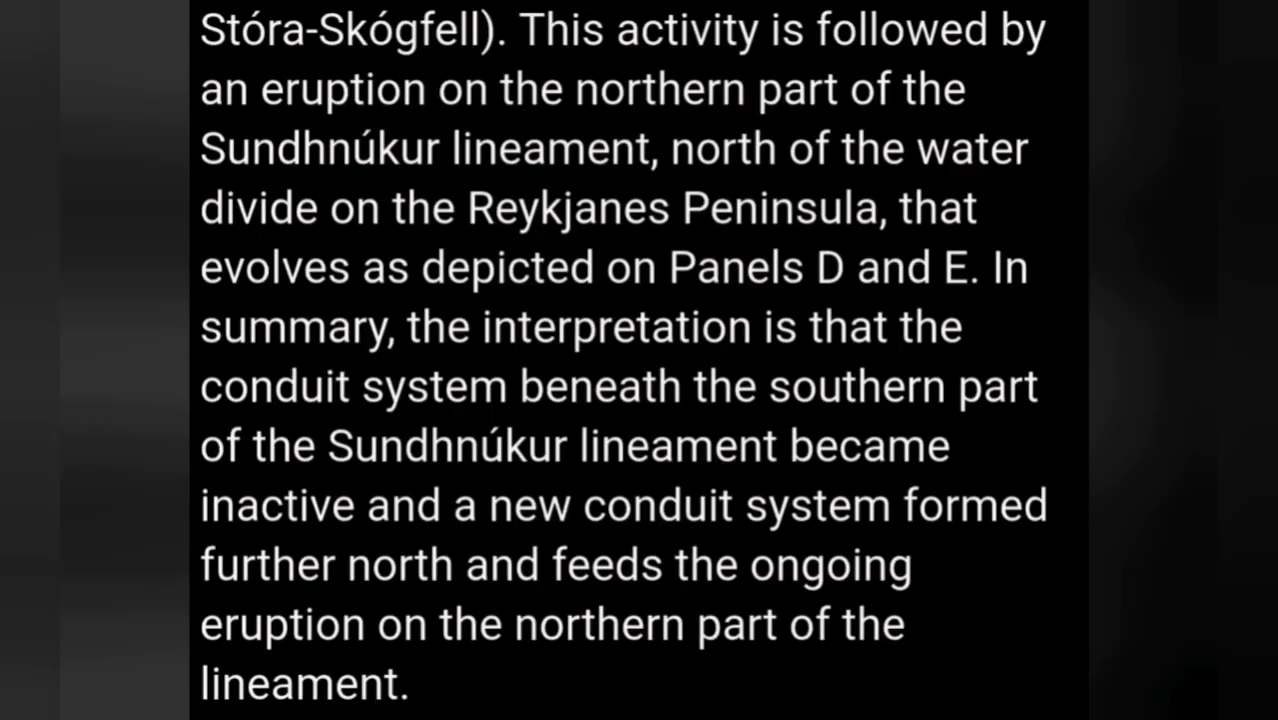 Stóra-Skógfell). This activity is followed by
an eruption on the northern part of the
Sundhnúkur lineament, north of the water
divide on the Reykjanes Peninsula, that
evolves as depicted on Panels D and E. In
summary, the interpretation is that the
conduit system beneath the southern part
of the Sundhnúkur lineament became
inactive and a new conduit system formed
further north and feeds the ongoing
eruption on the northern part of the
lineament.